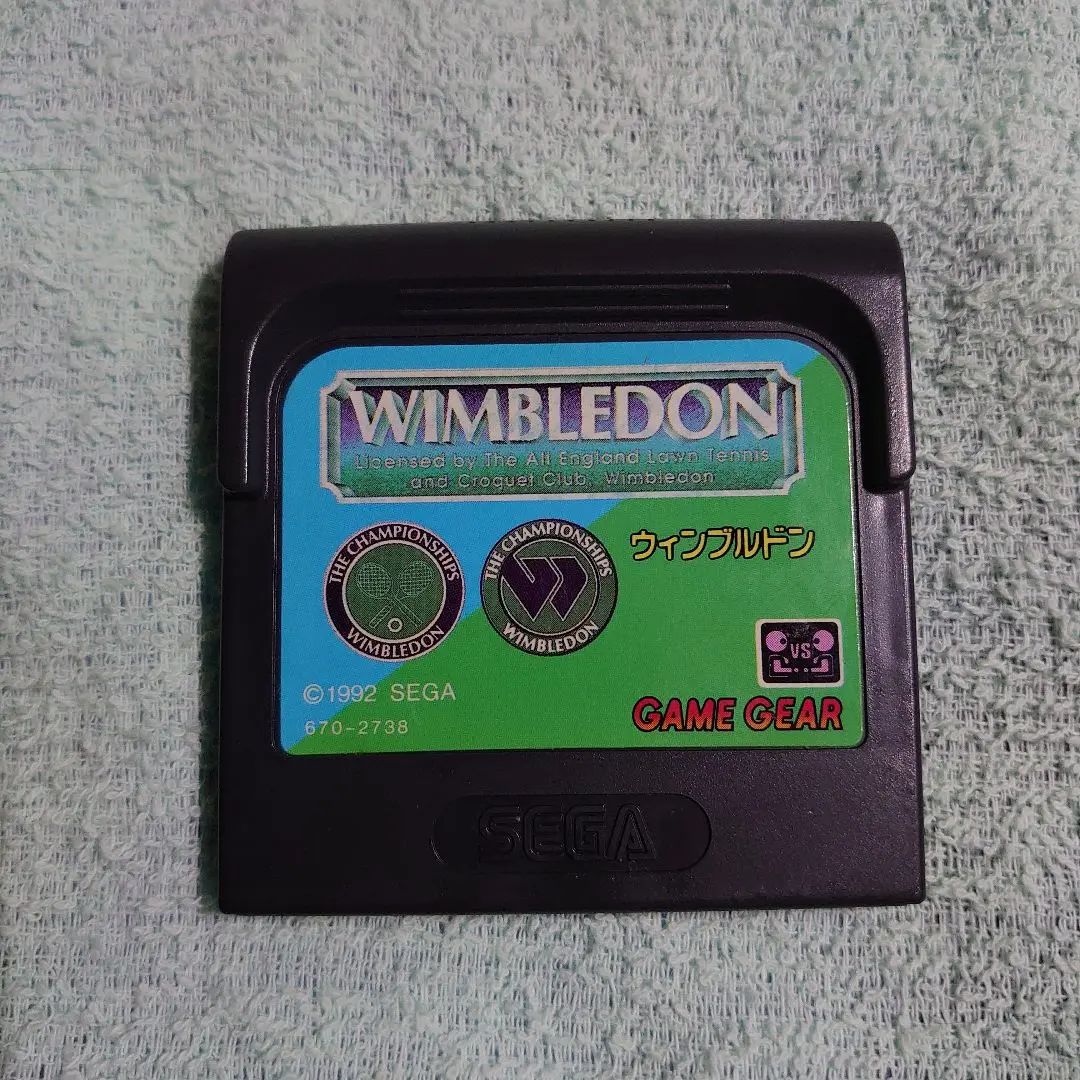 WIMBLEDON
Licensed by The All England Lawn Tennis
and Croquet Club, Wimbledon
THE CHAMPIONSHIPS
WIMBLEDON
THE CHAMPIONSHIPS
WIMBLEDON
ウィンブルドン
VS
©1992 SEGA
670-2738
GAME GEAR
SEGA